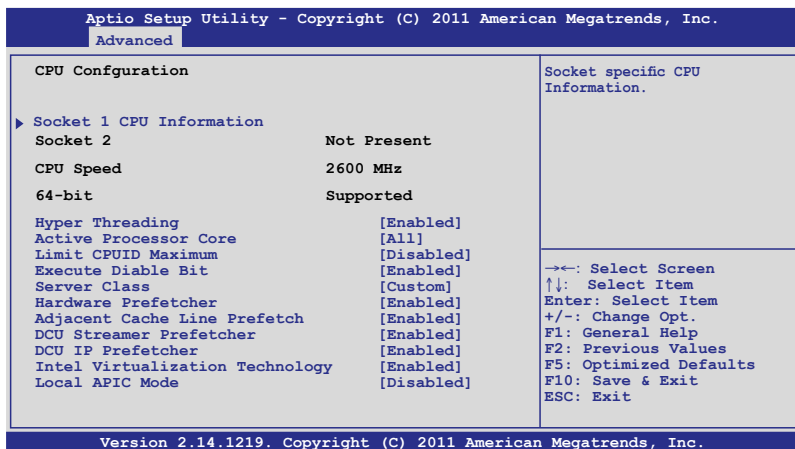 Aptio Setup Utility - Copyright (C) 2011 American Megatrends, Inc.
Advanced
CPU Confguration
Socket 1 CPU Information
Socket 2 Not Present
CPU Speed 2600 MHz
64-bit Supported
Hyper Threading [Enabled]
Active Processor Core [All]
Limit CPUID Maximum [Disabled]
Execute Diable Bit [Enabled]
Server Class [Custom]
Hardware Prefetcher [Enabled]
Adjacent Cache Line Prefetch [Enabled]
DCU Streamer Prefetcher [Enabled]
DCU IP Prefetcher [Enabled]
Intel Virtualization Technology [Enabled]
Local APIC Mode [Disabled]
Socket specific CPU
Information.
→←: Select Screen
↑↓: Select Item
Enter: Select Item
+/-: Change Opt.
F1: General Help
F2: Previous Values
F5: Optimized Defaults
F10: Save & Exit
ESC: Exit
Version 2.14.1219. Copyright (C) 2011 American Megatrends, Inc.